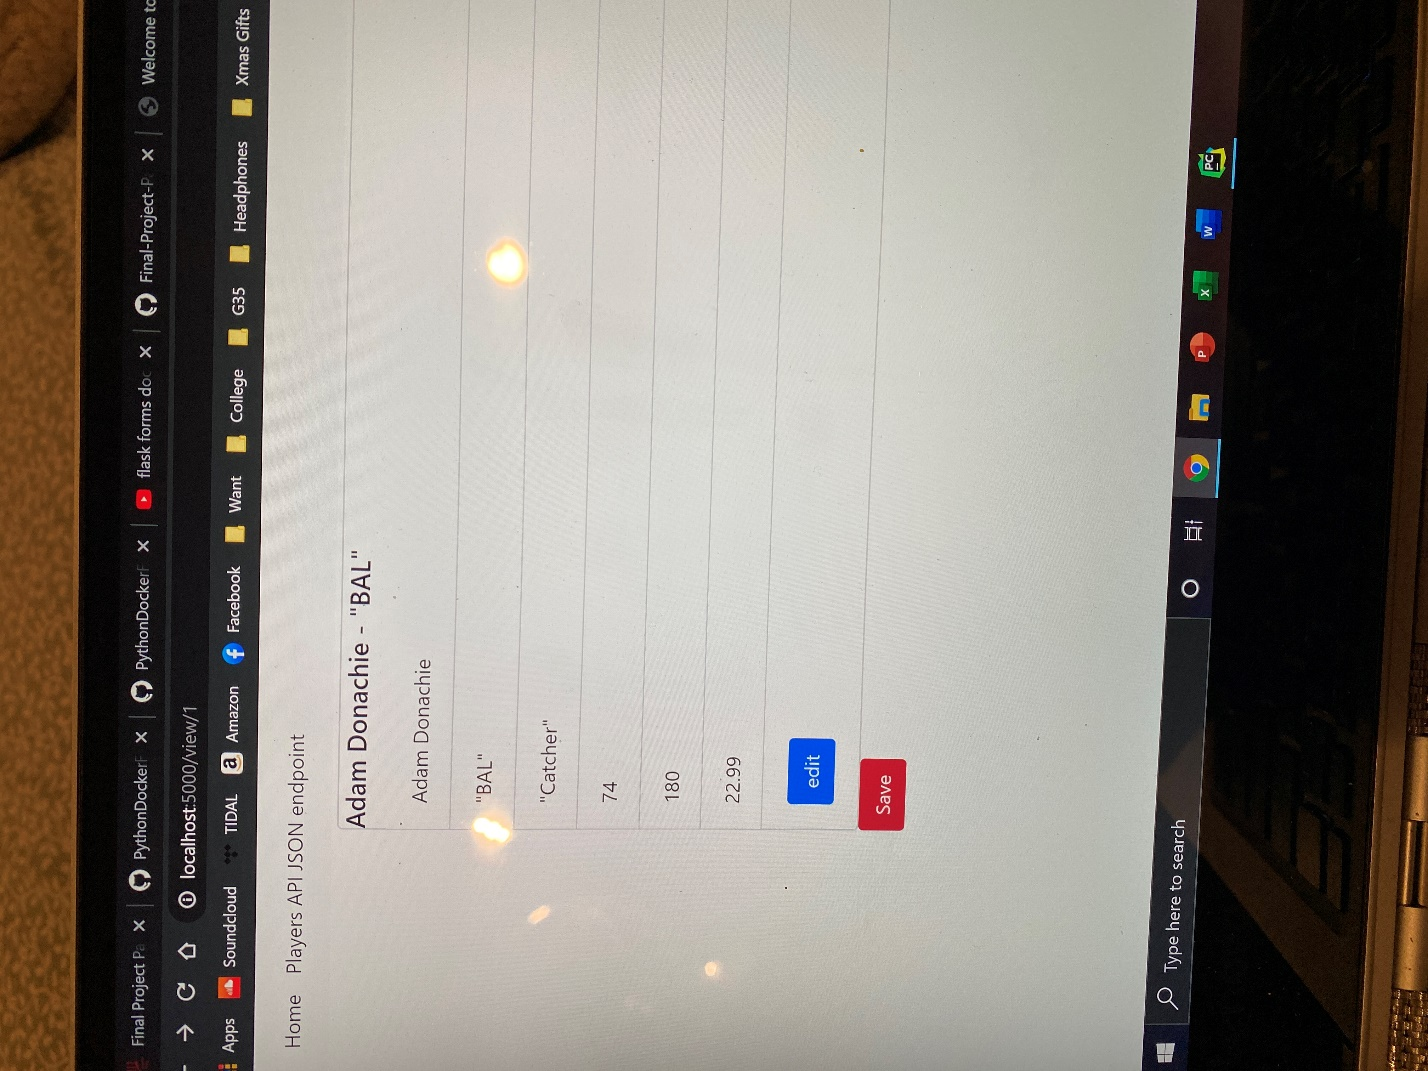 Final Project Pa
PythonDockerF
PythonDockerF
flask forms doc
Final-Project-P
Welcome to
localhost:5000/view/1
Apps
Soundcloud
TIDAL
Amazon
Facebook
Want
College
G35
Headphones
Xmas Gifts
Home Players API JSON endpoint
Adam Donachie - "BAL"
Adam Donachie
"BAL"
"Catcher"
74
180
22.99
edit
Save
Type here to search